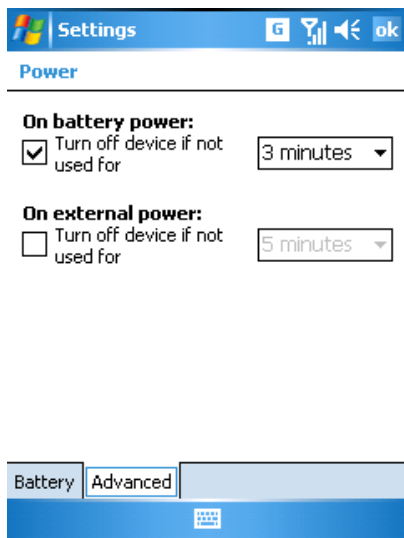 Settings
G
ok
Power
On battery power:
Turn off device if not
used for
3 minutes
On external power:
Turn off device if not
used for
5 minutes
Battery
Advanced